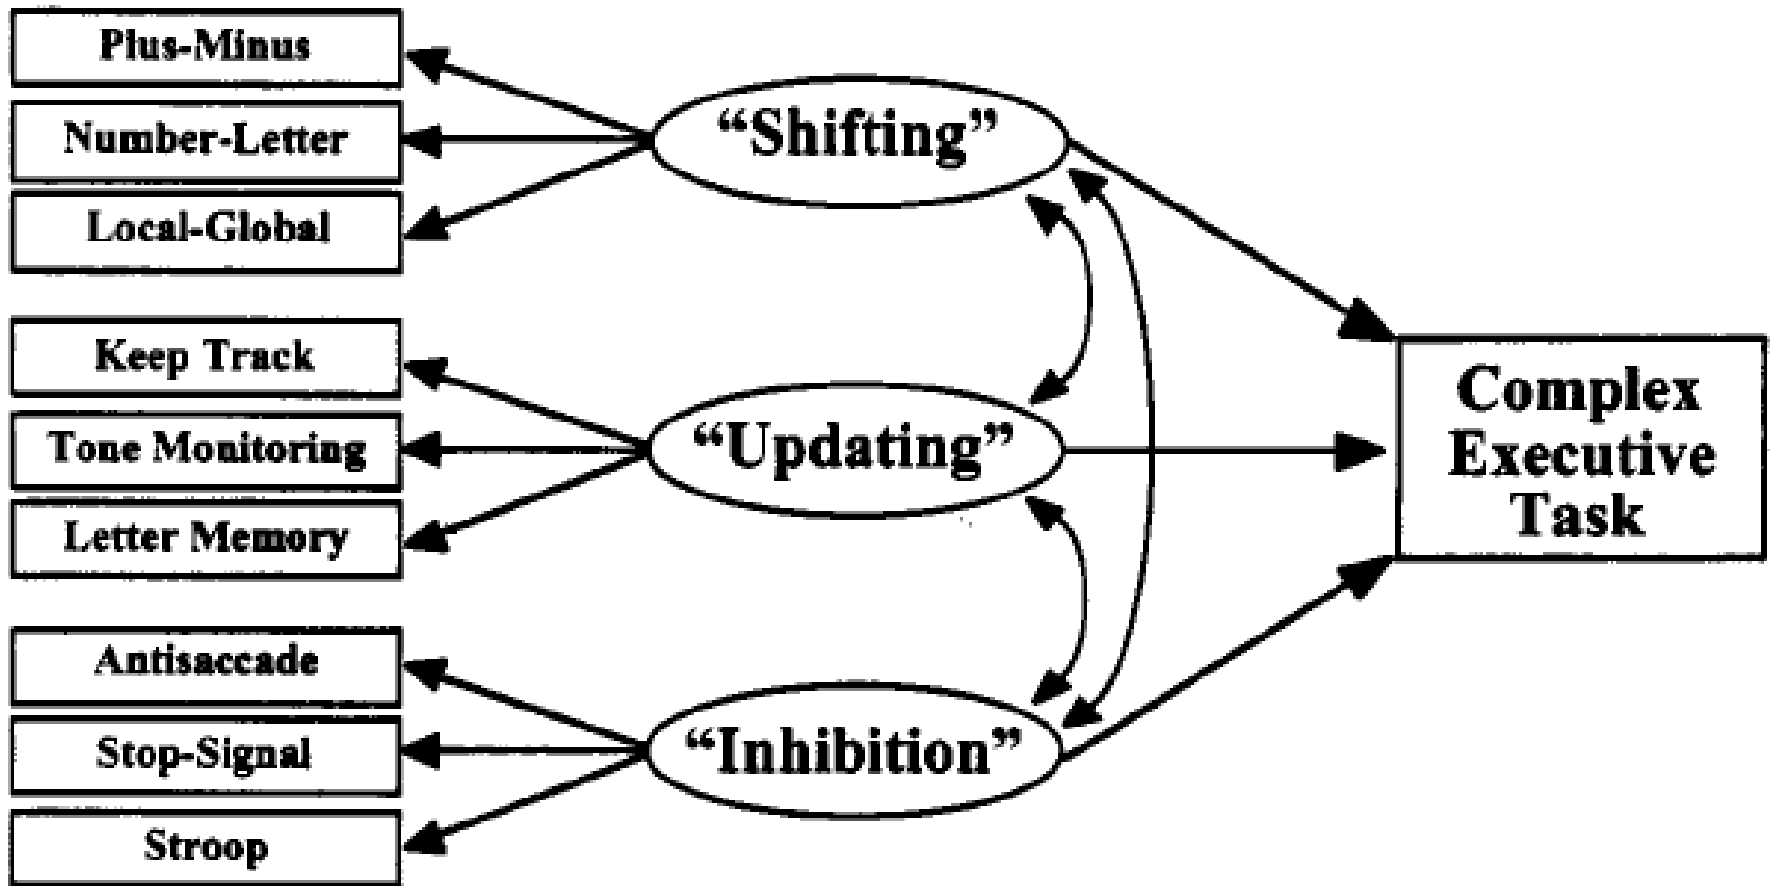 Plus-Minus
Number-Letter
Local-Global
“Shifting”
Keep Track
Tone Monitoring
Letter Memory
“Updating”
Antisaccade
Stop-Signal
Stroop
“Inhibition”
Complex
Executive
Task